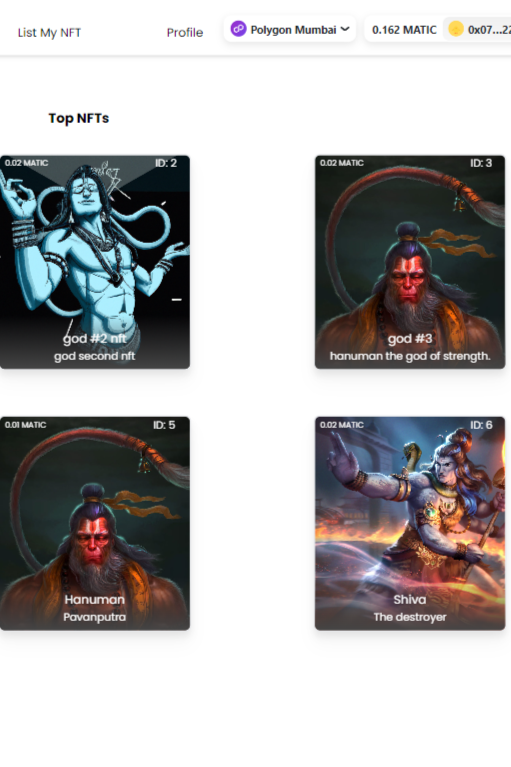 List My NFT
Profile
Polygon Mumbai
0.162 MATIC
0x07...22
Top NFTs
0.02 MATIC
ID: 2
god #2 nft
god second nft
0.02 MATIC
ID: 3
god #3
hanuman the god of strength.
0.01 MATIC
ID: 5
Hanuman
Pavanputra
0.02 MATIC
ID: 6
Shiva
The destroyer